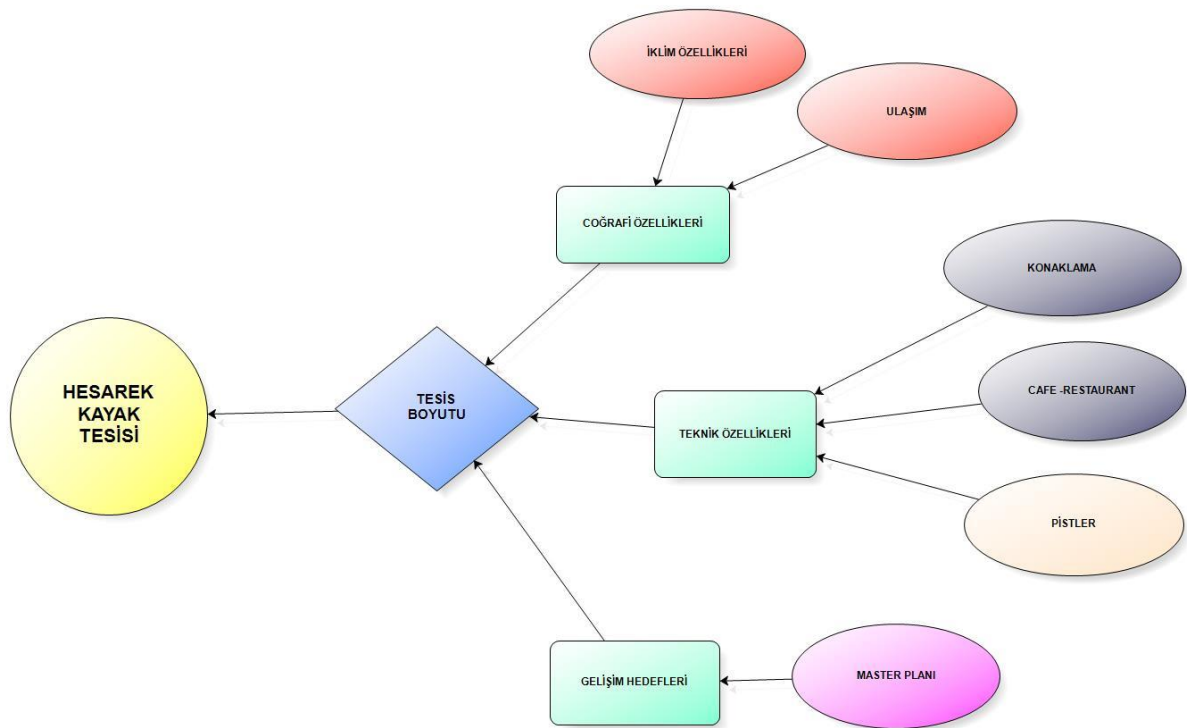 İKLİM ÖZELLİKLERİ
ULAŞIM
COĞRAFİ ÖZELLİKLERİ
KONAKLAMA
HESAREK
KAYAK
TESİSİ
TESİS
BOYUTU
CAFE -RESTAURANT
TEKNİK ÖZELLİKLERİ
PİSTLER
GELİŞİM HEDEFLERİ
MASTER PLANI